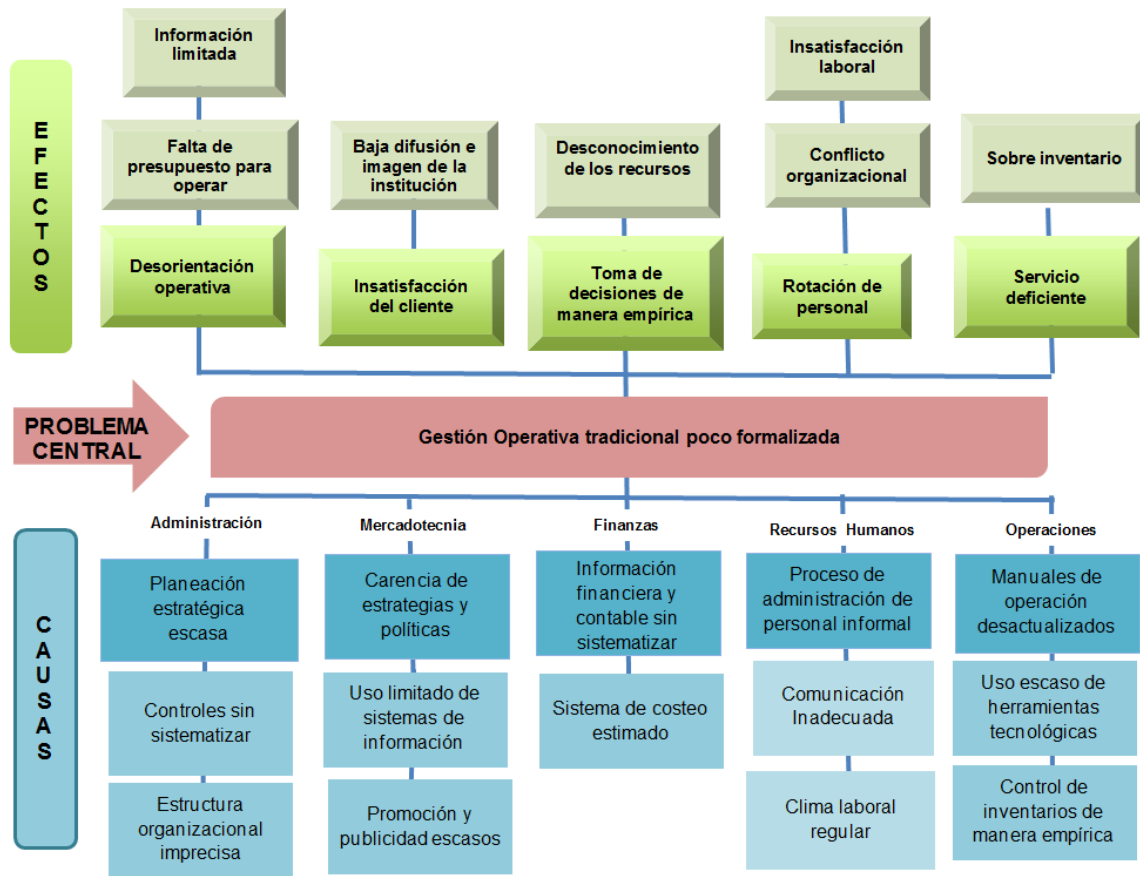 EFECTOS
Información
limitada
Falta de
presupuesto para
operar
Desorientación
operativa
Baja difusión e
imagen de la
institución
Insatisfacción
del cliente
Desconocimiento
de los recursos
Toma de
decisiones de
manera empírica
Insatisfacción
laboral
Conflicto
organizacional
Rotación de
personal
Sobre inventario
Servicio
deficiente
PROBLEMA
CENTRAL
Gestión Operativa tradicional poco formalizada
CAUSAS
Administración
Planeación
estratégica
escasa
Controles sin
sistematizar
Estructura
organizacional
imprecisa
Mercadotecnia
Carencia de
estrategias y
políticas
Uso limitado de
sistemas de
información
Promoción y
publicidad escasos
Finanzas
Información
financiera y
contable sin
sistematizar
Sistema de costeo
estimado
Recursos Humanos
Proceso de
administración de
personal informal
Comunicación
Inadecuada
Clima laboral
regular
Operaciones
Manuales de
operación
desactualizados
Uso escaso de
herramientas
tecnológicas
Control de
inventarios de
manera empírica